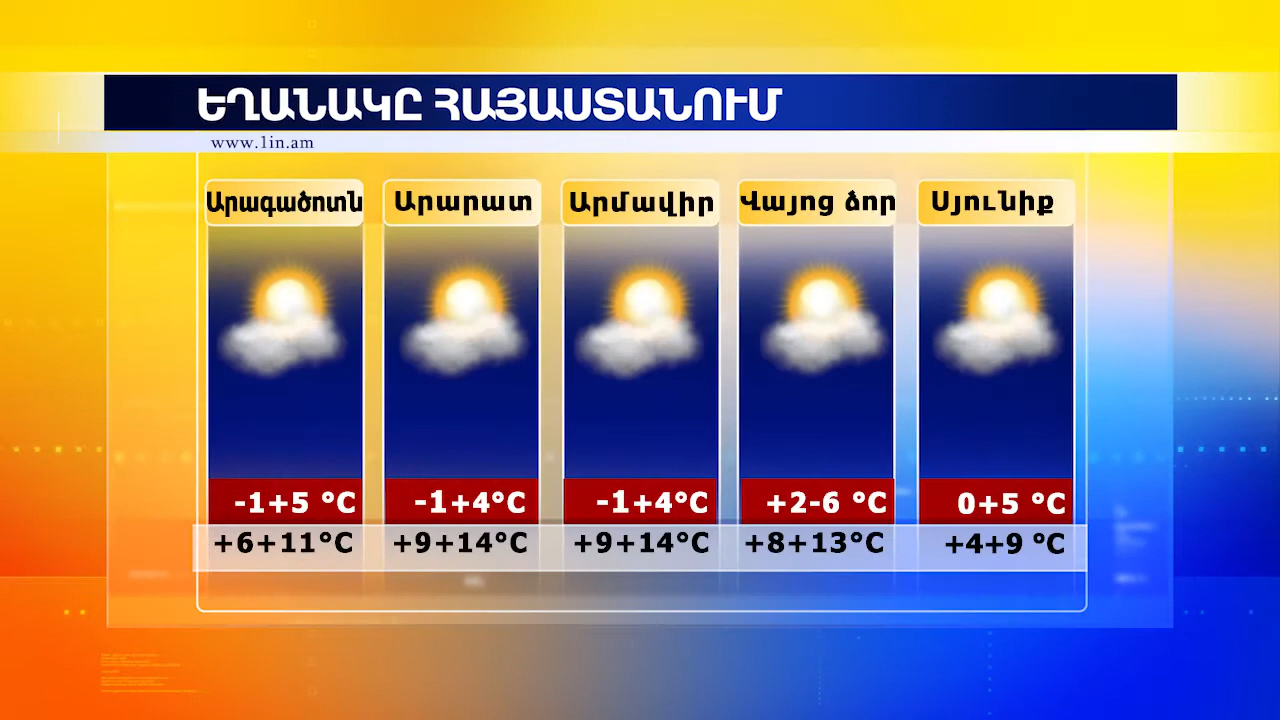 ԵՂԱՆԱԿԸ ՀԱՅԱՍՏԱՆՈՒՄ
www.1in.am
Արագածոտն Արարատ Արմավիր Վայոց ձոր Սյունիք
-1+5 °C -1+4°C -1+4°C +2-6 °C 0+5 °C
+6+11°C +9+14°C +9+14°C +8+13°C +4+9 °C